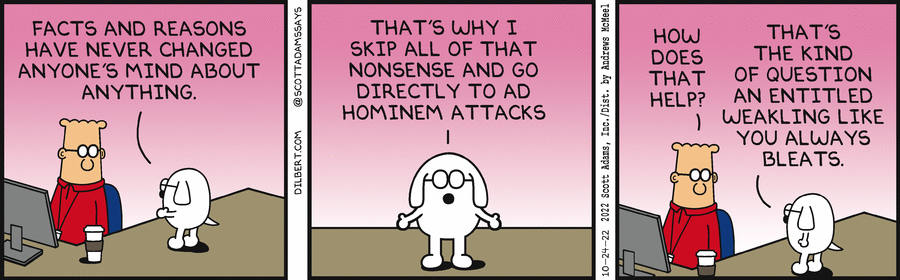 FACTS AND REASONS
HAVE NEVER CHANGED
ANYONE'S MIND ABOUT
ANYTHING.
DILBERT.COM @SCOTTADAMSSAYS
THAT'S WHY I
SKIP ALL OF THAT
NONSENSE AND GO
DIRECTLY TO AD
HOMINEM ATTACKS
10-24-22 2022 Scott Adams, Inc./Dist. by Andrews McMeel
HOW
DOES
THAT
HELP?
THAT'S
THE KIND
OF QUESTION
AN ENTITLED
WEAKLING LIKE
YOU ALWAYS
BLEATS.